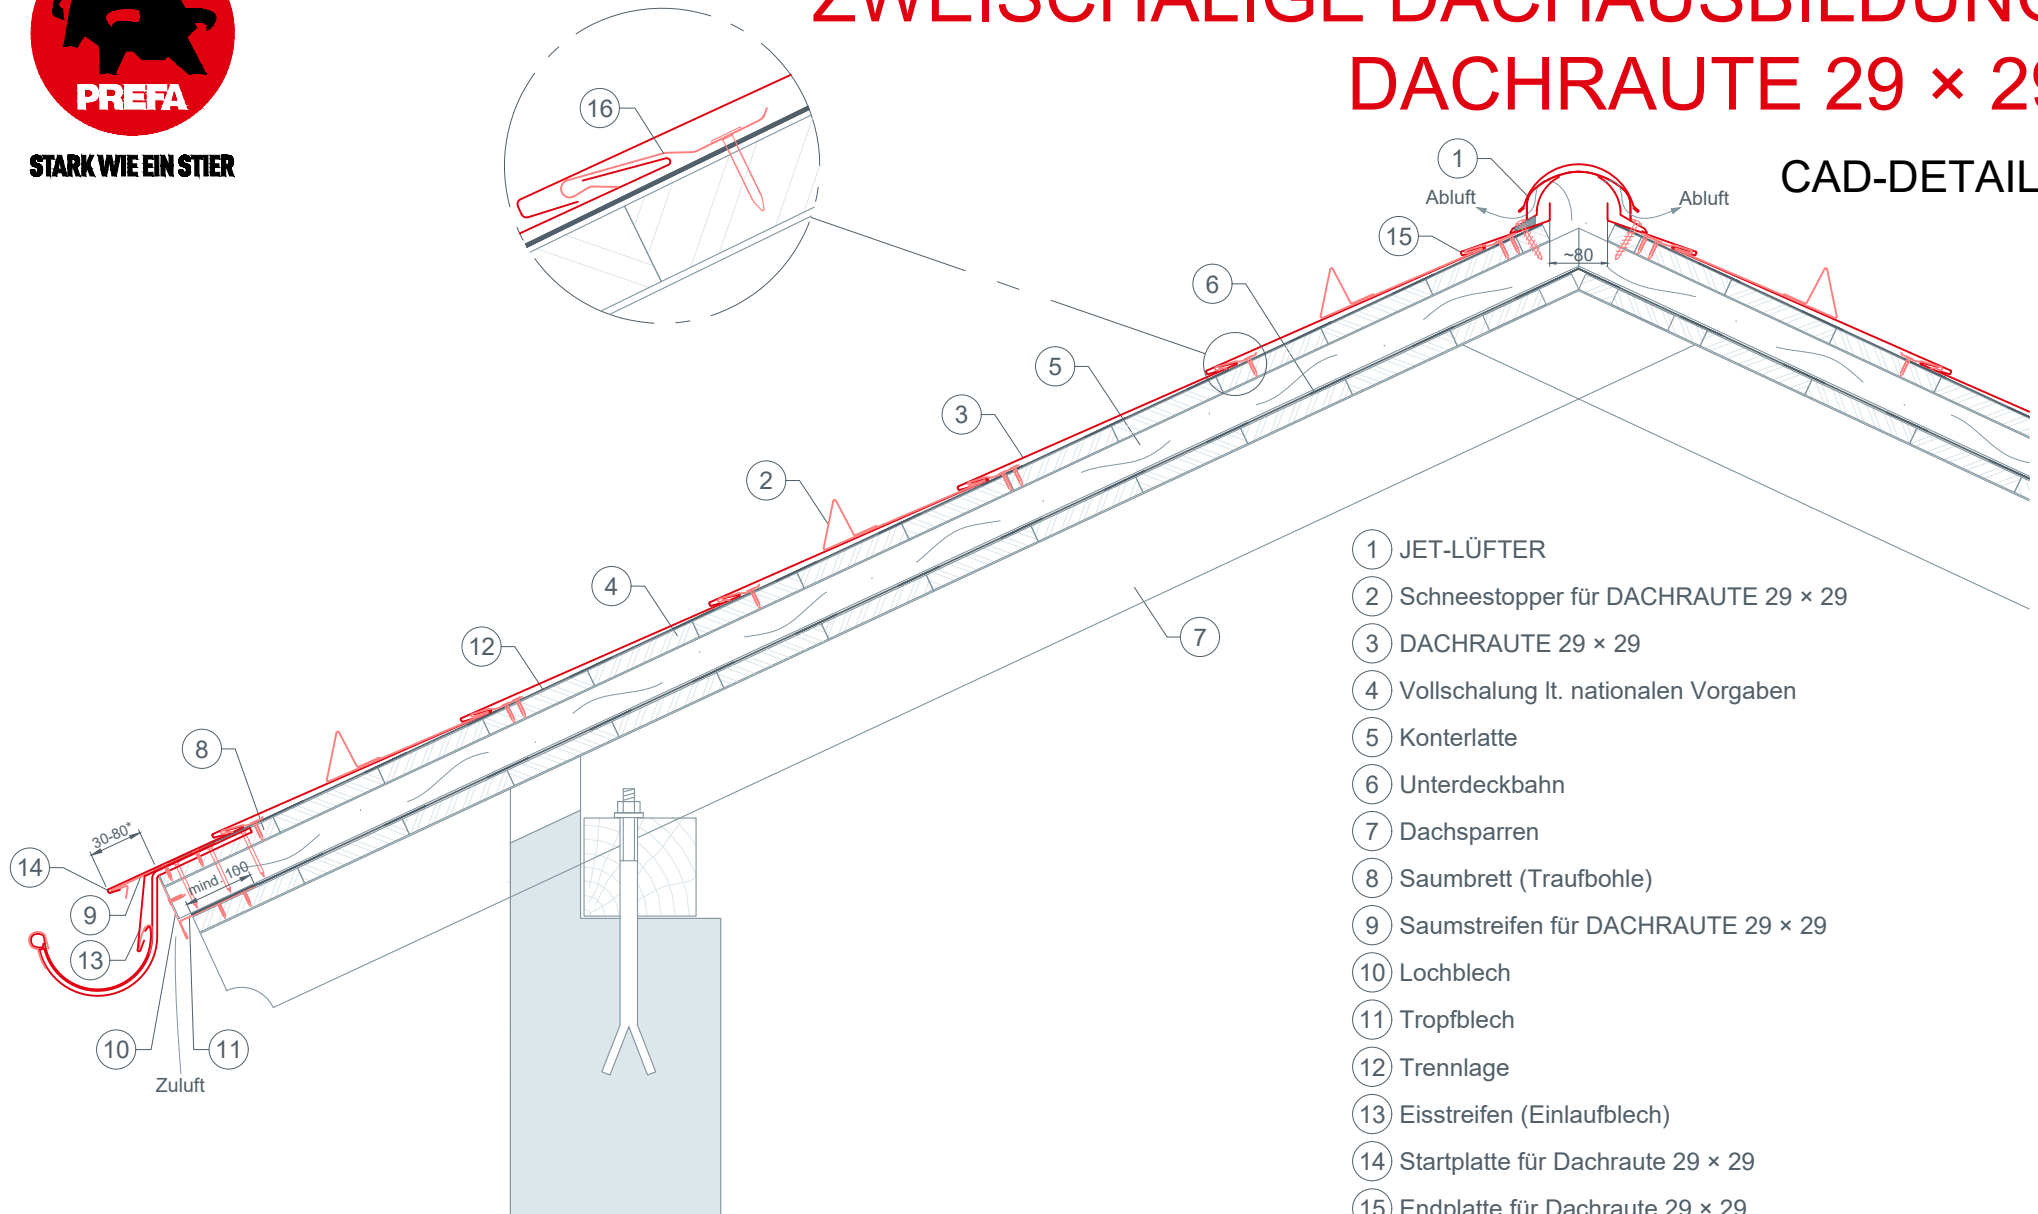 ZWEISCHALIGE DACHAUSBILDUNG
DACHRAUTE 29 × 29
CAD-DETAIL
PREFA
STARK WIE EIN STIER
16
1
Abluft
Abluft
15
~80
6
5
3
2
4
12
7
8
30-80*
14
mind. 100
9
13
10
11
Zuluft
1 JET-LÜFTER
2 Schneestopper für DACHRAUTE 29 × 29
3 DACHRAUTE 29 × 29
4 Vollschalung lt. nationalen Vorgaben
5 Konterlatte
6 Unterdeckbahn
7 Dachsparren
8 Saumbrett (Traufbohle)
9 Saumstreifen für DACHRAUTE 29 × 29
10 Lochblech
11 Tropfblech
12 Trennlage
13 Eisstreifen (Einlaufblech)
14 Startplatte für Dachraute 29 × 29
15 Endplatte für Dachraute 29 × 29